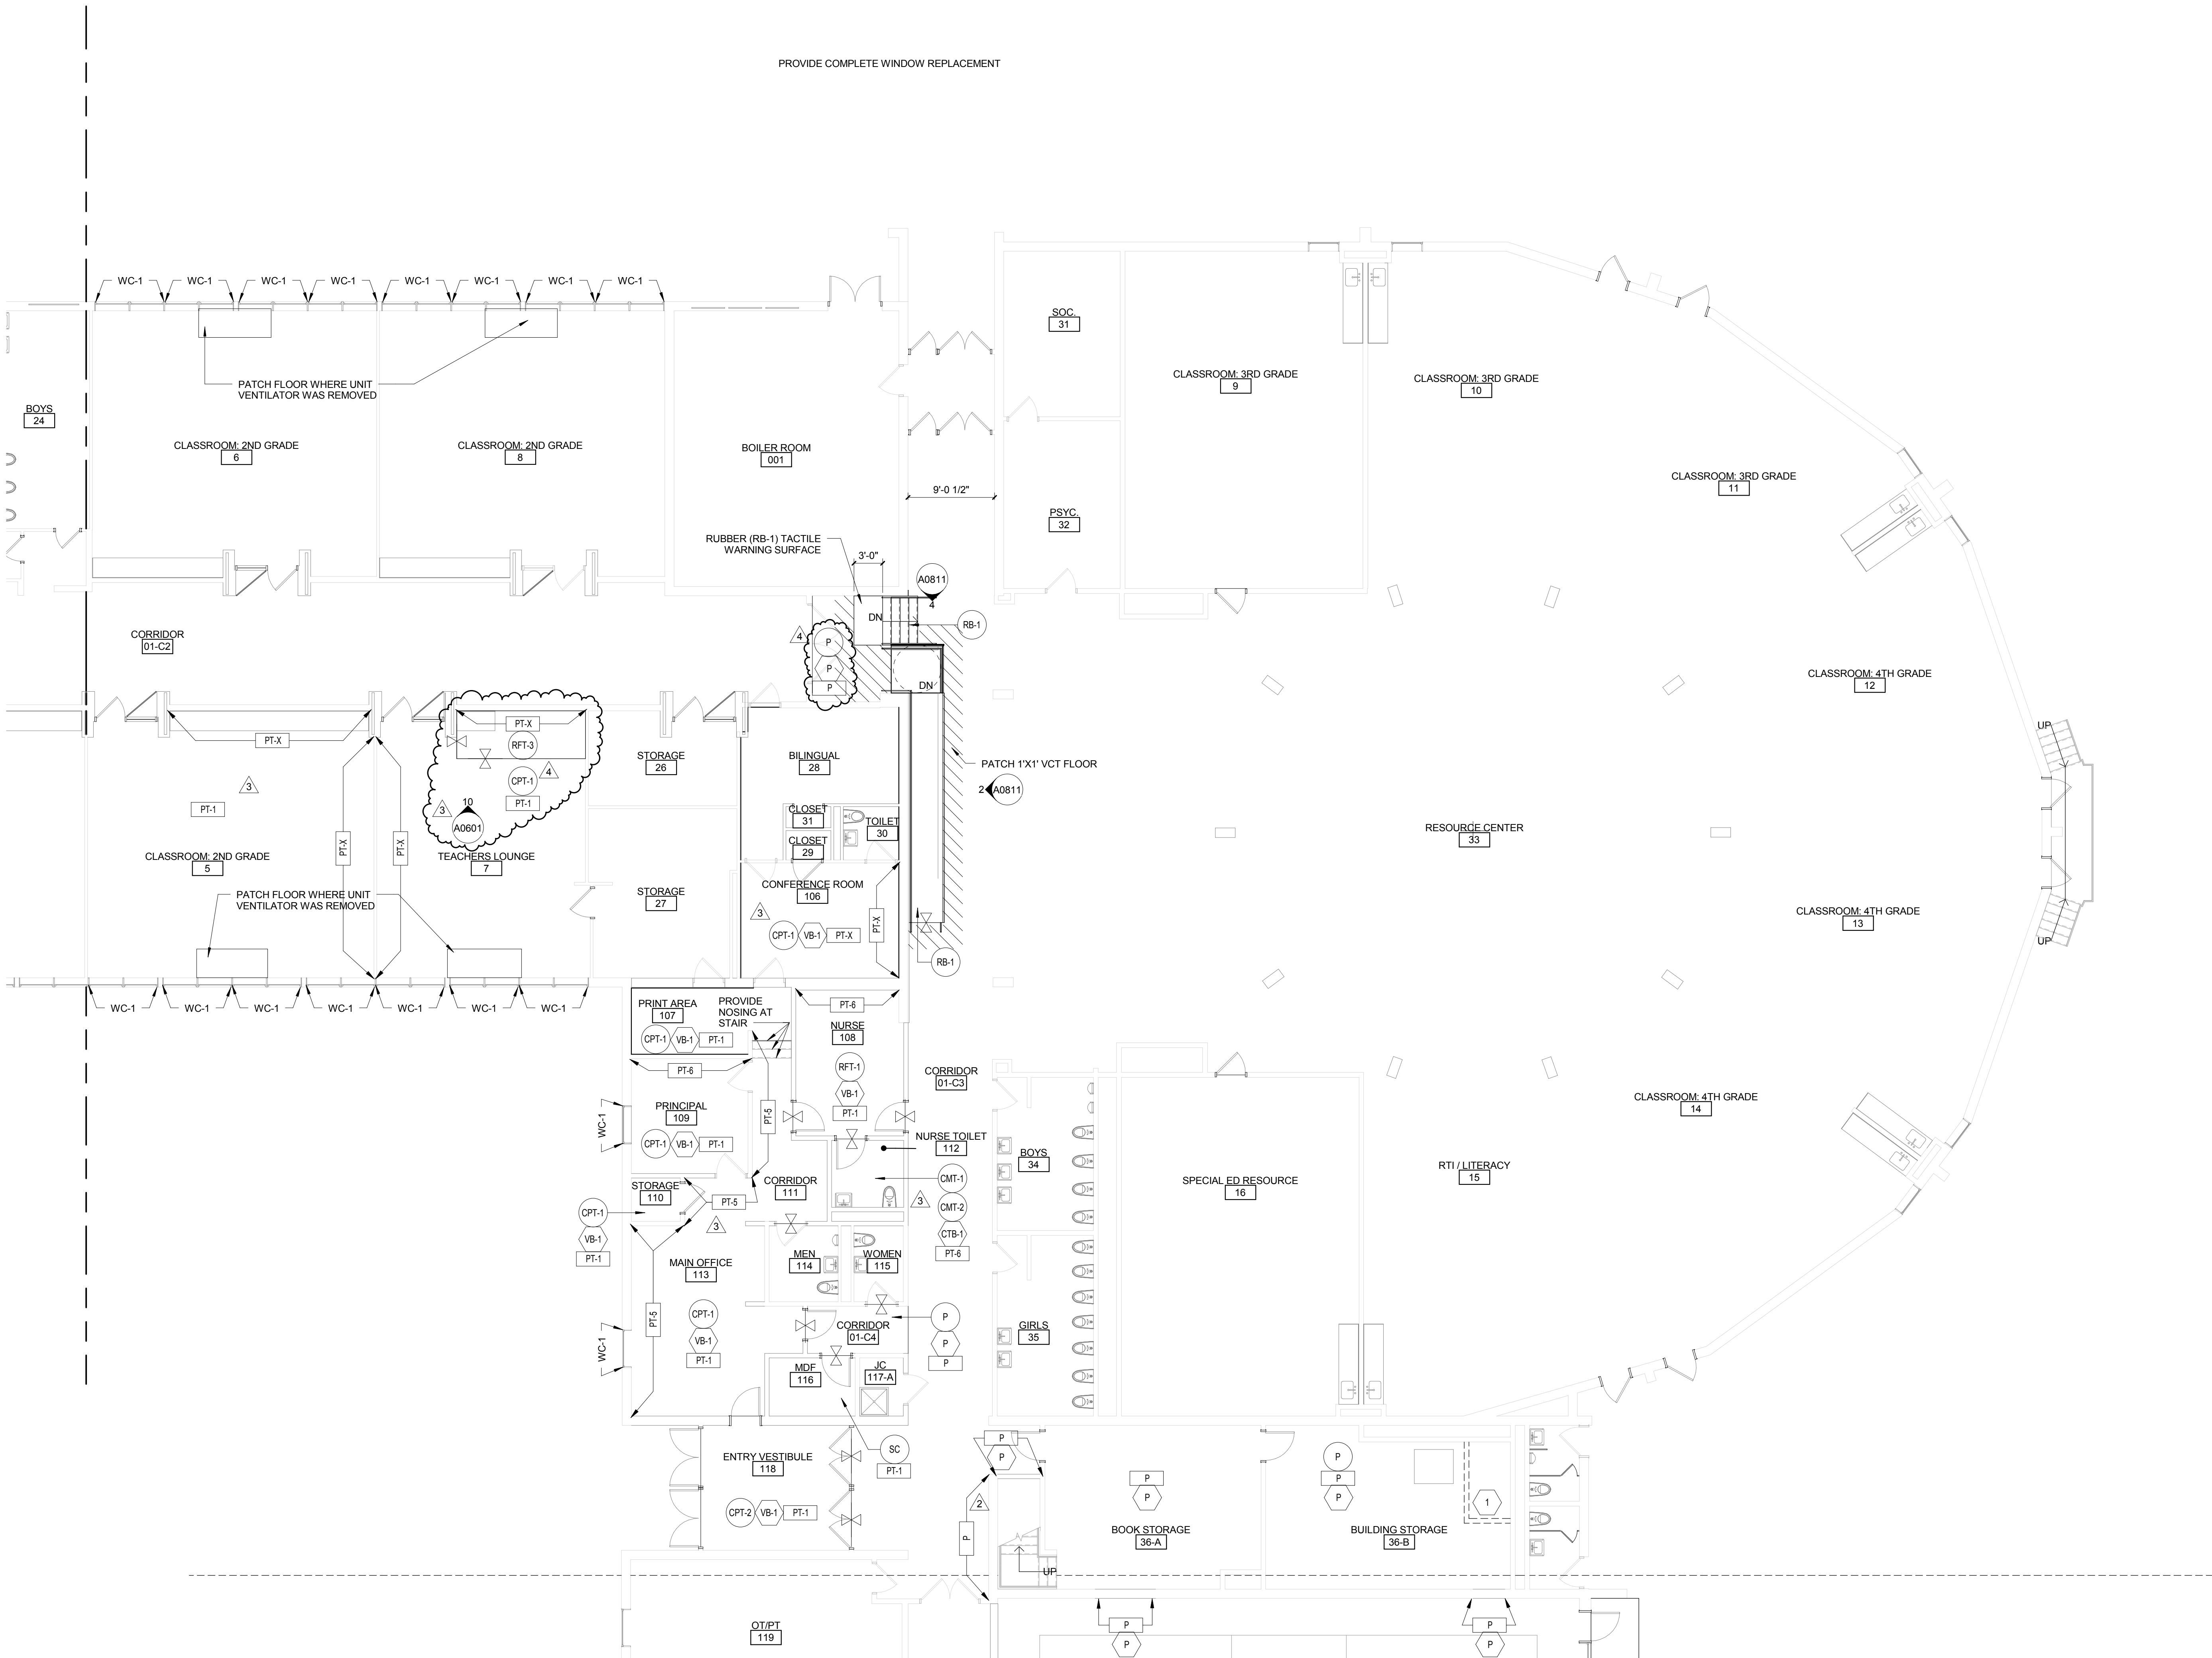 PROVIDE COMPLETE WINDOW REPLACEMENT
WC-1
WC-1
WC-1
WC-1
WC-1
WC-1
WC-1
WC-1
SOC.
31
CLASSROOM: 3RD GRADE
9
CLASSROOM: 3RD GRADE
10
PATCH FLOOR WHERE UNIT
VENTILATOR WAS REMOVED
BOYS
24
CLASSROOM: 2ND GRADE
6
CLASSROOM: 2ND GRADE
8
BOILER ROOM
001
CLASSROOM: 3RD GRADE
11
9'-0 1/2"
PSYC.
32
RUBBER (RB-1) TACTILE
WARNING SURFACE
3'-0"
A0811
4
DN
RB-1
CORRIDOR
01-C2
4
P
P
P
DN
CLASSROOM: 4TH GRADE
12
UP
PT-X
PT-X
RFT-3
CPT-1
4
PT-1
3
PT-1
3
10
A0601
STORAGE
26
BILINGUAL
28
PATCH 1'X1' VCT FLOOR
2
A0811
CLOSET
31
TOILET
30
CLOSET
29
RESOURCE CENTER
33
PT-X
PT-X
CLASSROOM: 2ND GRADE
5
TEACHERS LOUNGE
7
PATCH FLOOR WHERE UNIT
VENTILATOR WAS REMOVED
STORAGE
27
CONFERENCE ROOM
106
3
CPT-1
VB-1
PT-X
PT-X
RB-1
CLASSROOM: 4TH GRADE
13
UP
WC-1
WC-1
WC-1
WC-1
WC-1
WC-1
WC-1
PRINT AREA
107
PROVIDE
NOSING AT
STAIR
CPT-1
VB-1
PT-1
PT-6
NURSE
108
RFT-1
VB-1
PT-1
PT-6
CORRIDOR
01-C3
WC-1
PRINCIPAL
109
CPT-1
VB-1
PT-1
PT-5
CLASSROOM: 4TH GRADE
14
NURSE TOILET
112
BOYS
34
SPECIAL ED RESOURCE
16
RTI / LITERACY
15
STORAGE
110
PT-5
CORRIDOR
111
3
CPT-1
VB-1
PT-1
3
CMT-1
CMT-2
CTB-1
PT-6
MAIN OFFICE
113
MEN
114
WOMEN
115
CPT-1
VB-1
PT-1
PT-5
WC-1
CORRIDOR
01-C4
P
P
P
GIRLS
35
MDF
116
JC
117-A
SC
PT-1
ENTRY VESTIBULE
118
CPT-2
VB-1
PT-1
P
P
2
P
P
P
BOOK STORAGE
36-A
P
P
P
1
BUILDING STORAGE
36-B
UP
OT/PT
119
P
P
P
P